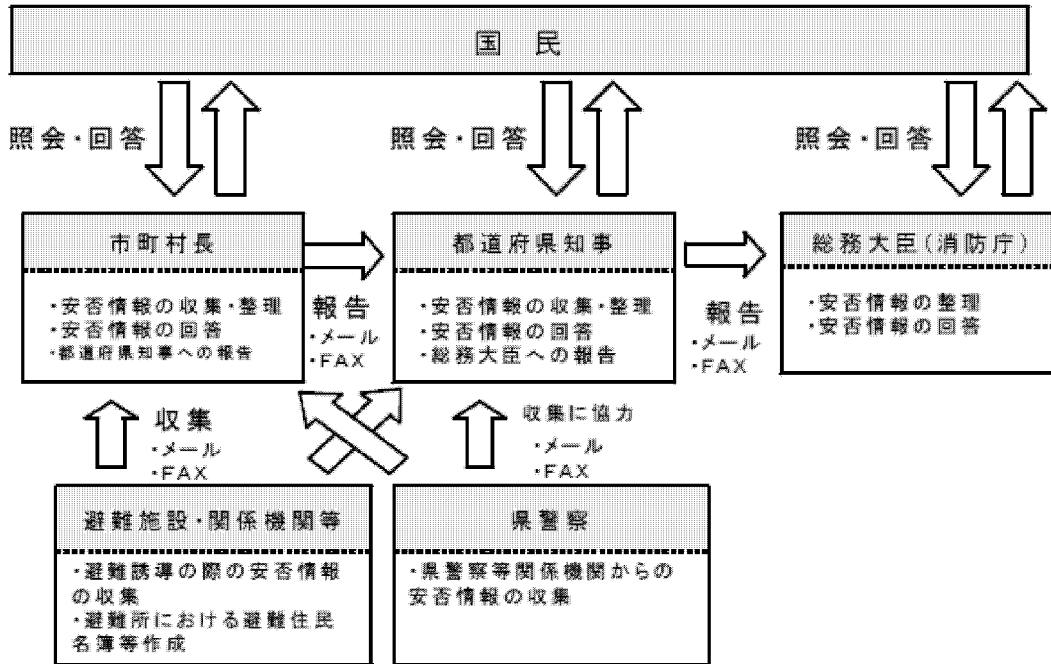 国 民
照会・回答
照会・回答
照会・回答
市町村長
・安否情報の収集・整理
・安否情報の回答
・都道府県知事への報告
報告
・メール
・FAX
都道府県知事
・安否情報の収集・整理
・安否情報の回答
・総務大臣への報告
報告
・メール
・FAX
総務大臣(消防庁)
・安否情報の整理
・安否情報の回答
収集
・メール
・FAX
収集に協力
・メール
・FAX
避難施設・関係機関等
・避難誘導の際の安否情報
の収集
・避難所における避難住民
名簿等作成
県警察
・県警察等関係機関からの
安否情報の収集